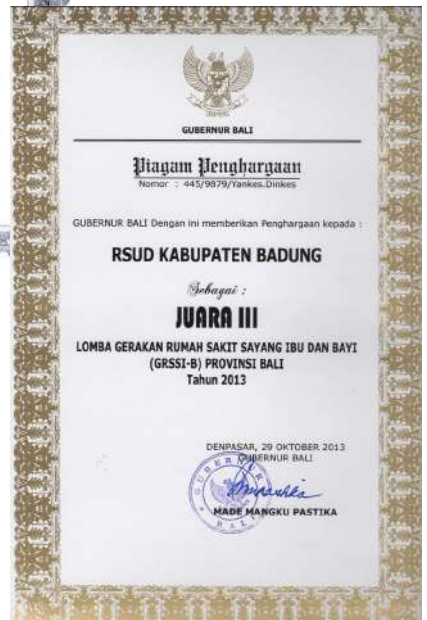 GUBERNUR BALI
Piagam Penghargaan
Nomor : 445/9879/Yankes.Dinkes
GUBERNUR BALI Dengan ini memberikan Penghargaan kepada :
RSUD KABUPATEN BADUNG
Sebagai :
JUARA III
LOMBA GERAKAN RUMAH SAKIT SAYANG IBU DAN BAYI
(GRSSI-B) PROVINSI BALI
Tahun 2013
DENPASAR, 29 OKTOBER 2013
GUBERNUR BALI
GUBERNUR
BALI
MADE MANGKU PASTIKA